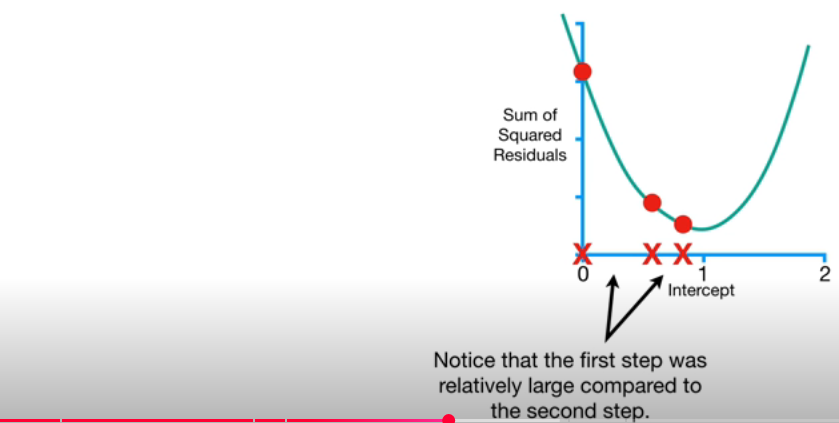 Sum of
Squared
Residuals
X X X
0 1 2
Intercept
Notice that the first step was
relatively large compared to
the second step.